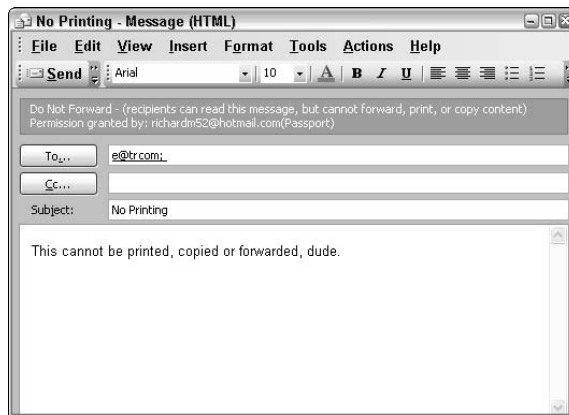 No Printing - Message (HTML)
File Edit View Insert Format Tools Actions Help
Send Arial 10 A B I U
Do Not Forward - (recipients can read this message, but cannot forward, print, or copy content)
Permission granted by: richardm52@hotmail.com(Passport)
To... e@trcom;
Cc...
Subject: No Printing
This cannot be printed, copied or forwarded, dude.